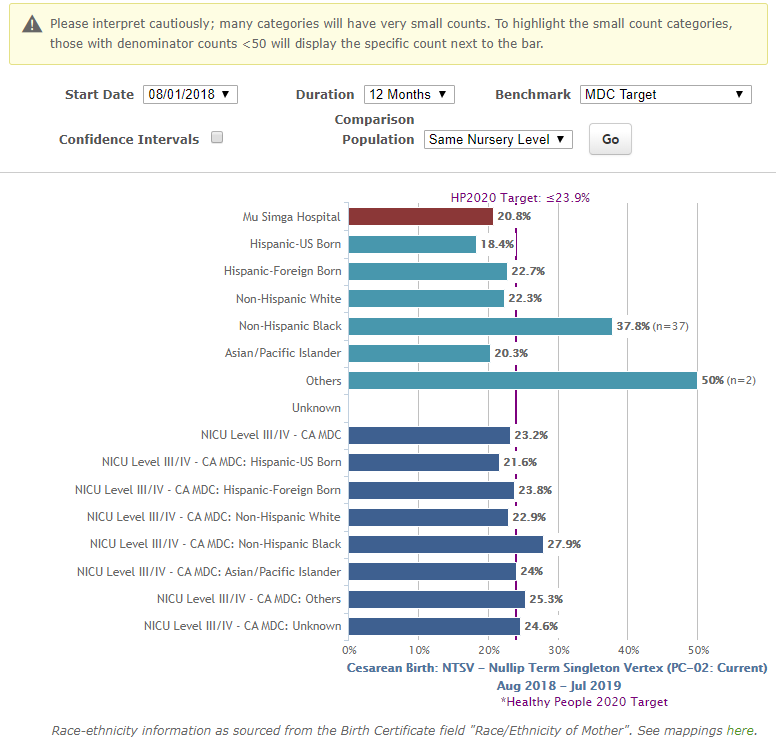 Please interpret cautiously; many categories will have very small counts. To highlight the small count categories,
those with denominator counts <50 will display the specific count next to the bar.
Start Date 08/01/2018 Duration 12 Months Benchmark MDC Target
Confidence Intervals Comparison Population Same Nursery Level Go
HP2020 Target: ≤23.9%
Mu Simga Hospital 20.8%
Hispanic-US Born 18.4%
Hispanic-Foreign Born 22.7%
Non-Hispanic White 22.3%
Non-Hispanic Black 37.8% (n=37)
Asian/Pacific Islander 20.3%
Others 50% (n=2)
Unknown
NICU Level III/IV - CA MDC 23.2%
NICU Level III/IV - CA MDC: Hispanic-US Born 21.6%
NICU Level III/IV - CA MDC: Hispanic-Foreign Born 23.8%
NICU Level III/IV - CA MDC: Non-Hispanic White 22.9%
NICU Level III/IV - CA MDC: Non-Hispanic Black 27.9%
NICU Level III/IV - CA MDC: Asian/Pacific Islander 24%
NICU Level III/IV - CA MDC: Others 25.3%
NICU Level III/IV - CA MDC: Unknown 24.6%
0% 10% 20% 30% 40% 50%
Cesarean Birth: NTSV – Nullip Term Singleton Vertex (PC–02: Current)
Aug 2018 – Jul 2019
*Healthy People 2020 Target
Race-ethnicity information as sourced from the Birth Certificate field "Race/Ethnicity of Mother". See mappings here.